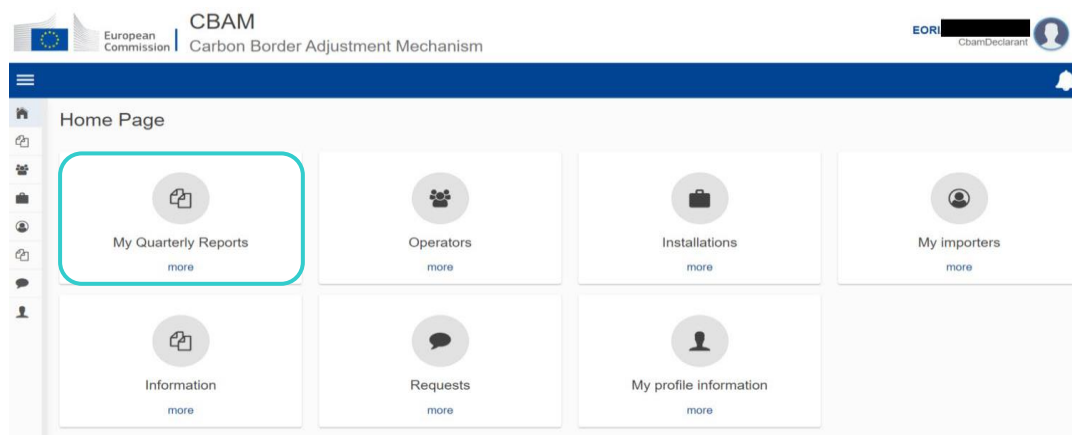 European
Commission
CBAM
Carbon Border Adjustment Mechanism
EORI
CbamDeclarant
Home Page
My Quarterly Reports
more
Operators
more
Installations
more
My importers
more
Information
more
Requests
more
My profile information
more